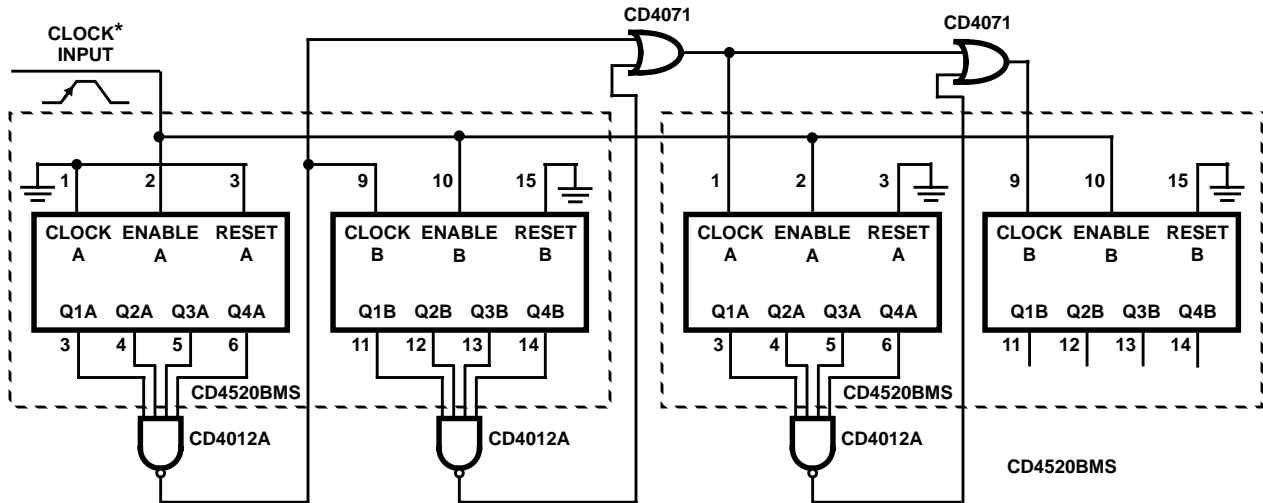 CD4071
CD4071
CLOCK*
INPUT
1 2 3 9 10 15 1 2 3 9 10 15
CLOCK A ENABLE A RESET A
CLOCK B ENABLE B RESET B
CLOCK A ENABLE A RESET A
CLOCK B ENABLE B RESET B
Q1A Q2A Q3A Q4A
Q1B Q2B Q3B Q4B
Q1A Q2A Q3A Q4A
Q1B Q2B Q3B Q4B
3 4 5 6 11 12 13 14 3 4 5 6 11 12 13 14
CD4520BMS
CD4520BMS
CD4012A
CD4012A
CD4012A
CD4520BMS